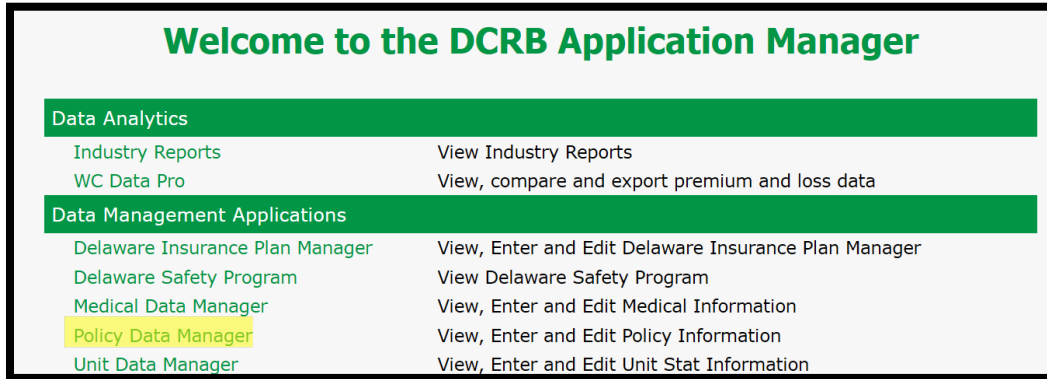 Welcome to the DCRB Application Manager
Data Analytics
Industry Reports View Industry Reports
WC Data Pro View, compare and export premium and loss data
Data Management Applications
Delaware Insurance Plan Manager View, Enter and Edit Delaware Insurance Plan Manager
Delaware Safety Program View Delaware Safety Program
Medical Data Manager View, Enter and Edit Medical Information
Policy Data Manager View, Enter and Edit Policy Information
Unit Data Manager View, Enter and Edit Unit Stat Information